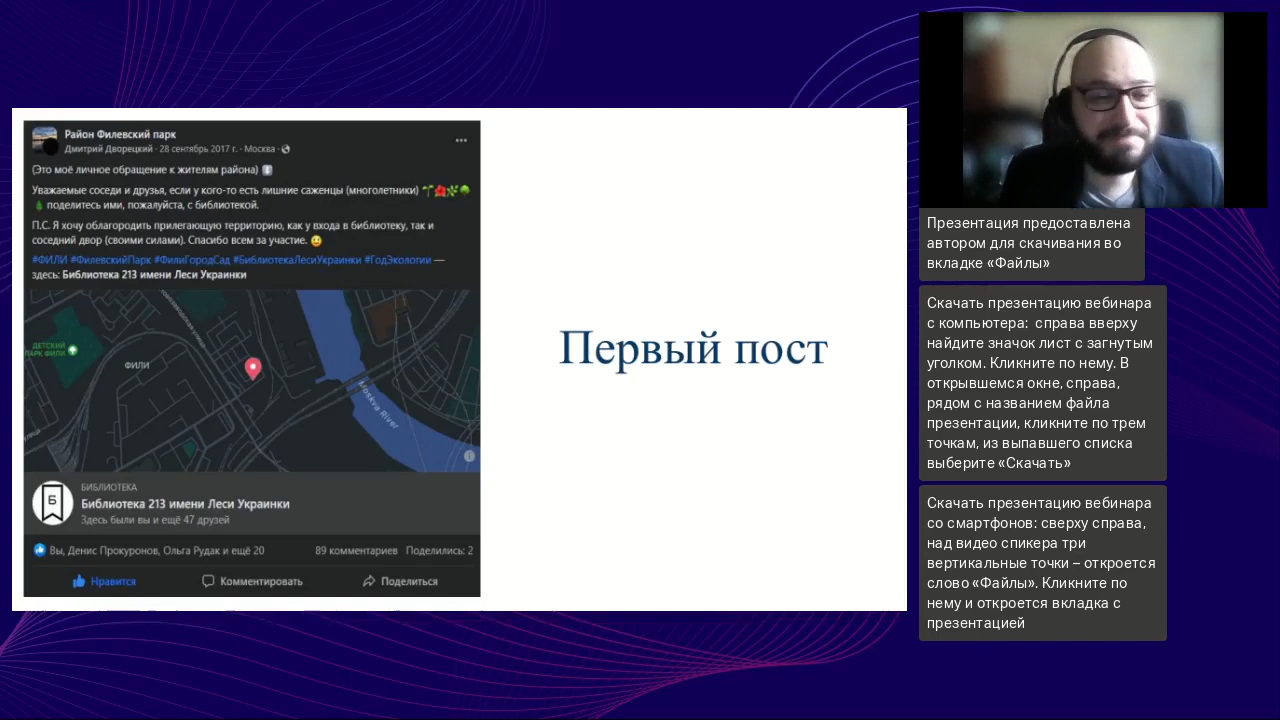 Район Филевский парк
Дмитрий Дворецкий · 28 сентябрь 2017 г. · Москва ·
(Это моё личное обращение к жителям района)
Уважаемые соседи и друзья, если у кого-то есть лишние саженцы (многолетники)
поделитесь ими, пожалуйста, с библиотекой.
П.С. Я хочу облагородить прилегающую территорию, как у входа в библиотеку, так и
соседний двор (своими силами). Спасибо всем за участие.
#ФИЛИ #ФилевскийПарк #ФилиГородСад #БиблиотекаЛесиУкраинки #ГодЭкологии —
здесь: Библиотека 213 имени Леси Украинки
ДЕТСКИЙ
ПАРК ФИЛИ
ФИЛИ
Moskva River
БИБЛИОТЕКА
Библиотека 213 имени Леси Украинки
Здесь были вы и ещё 47 друзей
Вы, Денис Прокуронов, Ольга Рудак и ещё 20
89 комментариев Поделились: 2
Нравится
Комментировать
Поделиться
Первый пост
Презентация предоставлена
автором для скачивания во
вкладке «Файлы»
Скачать презентацию вебинара
с компьютера: справа вверху
найдите значок лист с загнутым
уголком. Кликните по нему. В
открывшемся окне, справа,
рядом с названием файла
презентации, кликните по трем
точкам, из выпавшего списка
выберите «Скачать»
Скачать презентацию вебинара
со смартфонов: сверху справа,
над видео спикера три
вертикальные точки – откроется
слово «Файлы». Кликните по
нему и откроется вкладка с
презентацией